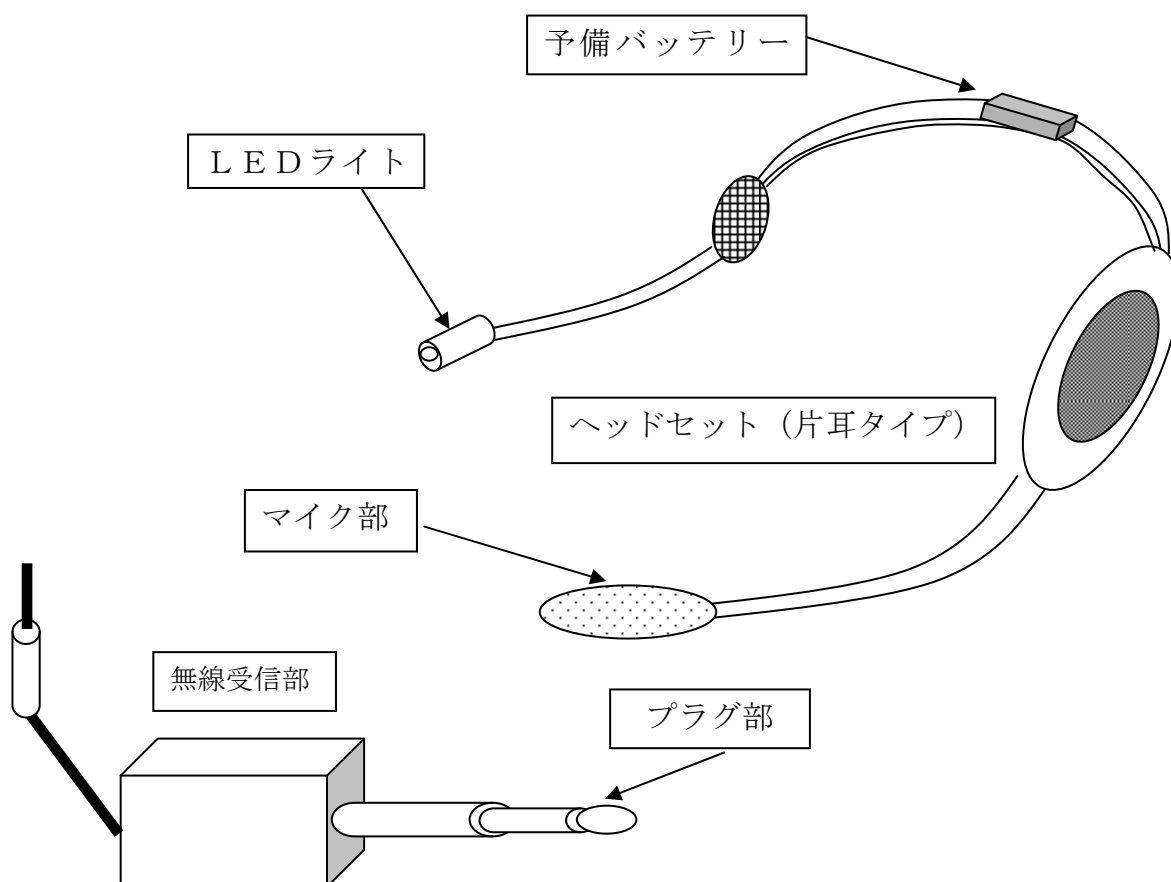 予備バッテリー
ＬＥＤライト
ヘッドセット（片耳タイプ）
マイク部
無線受信部
プラグ部